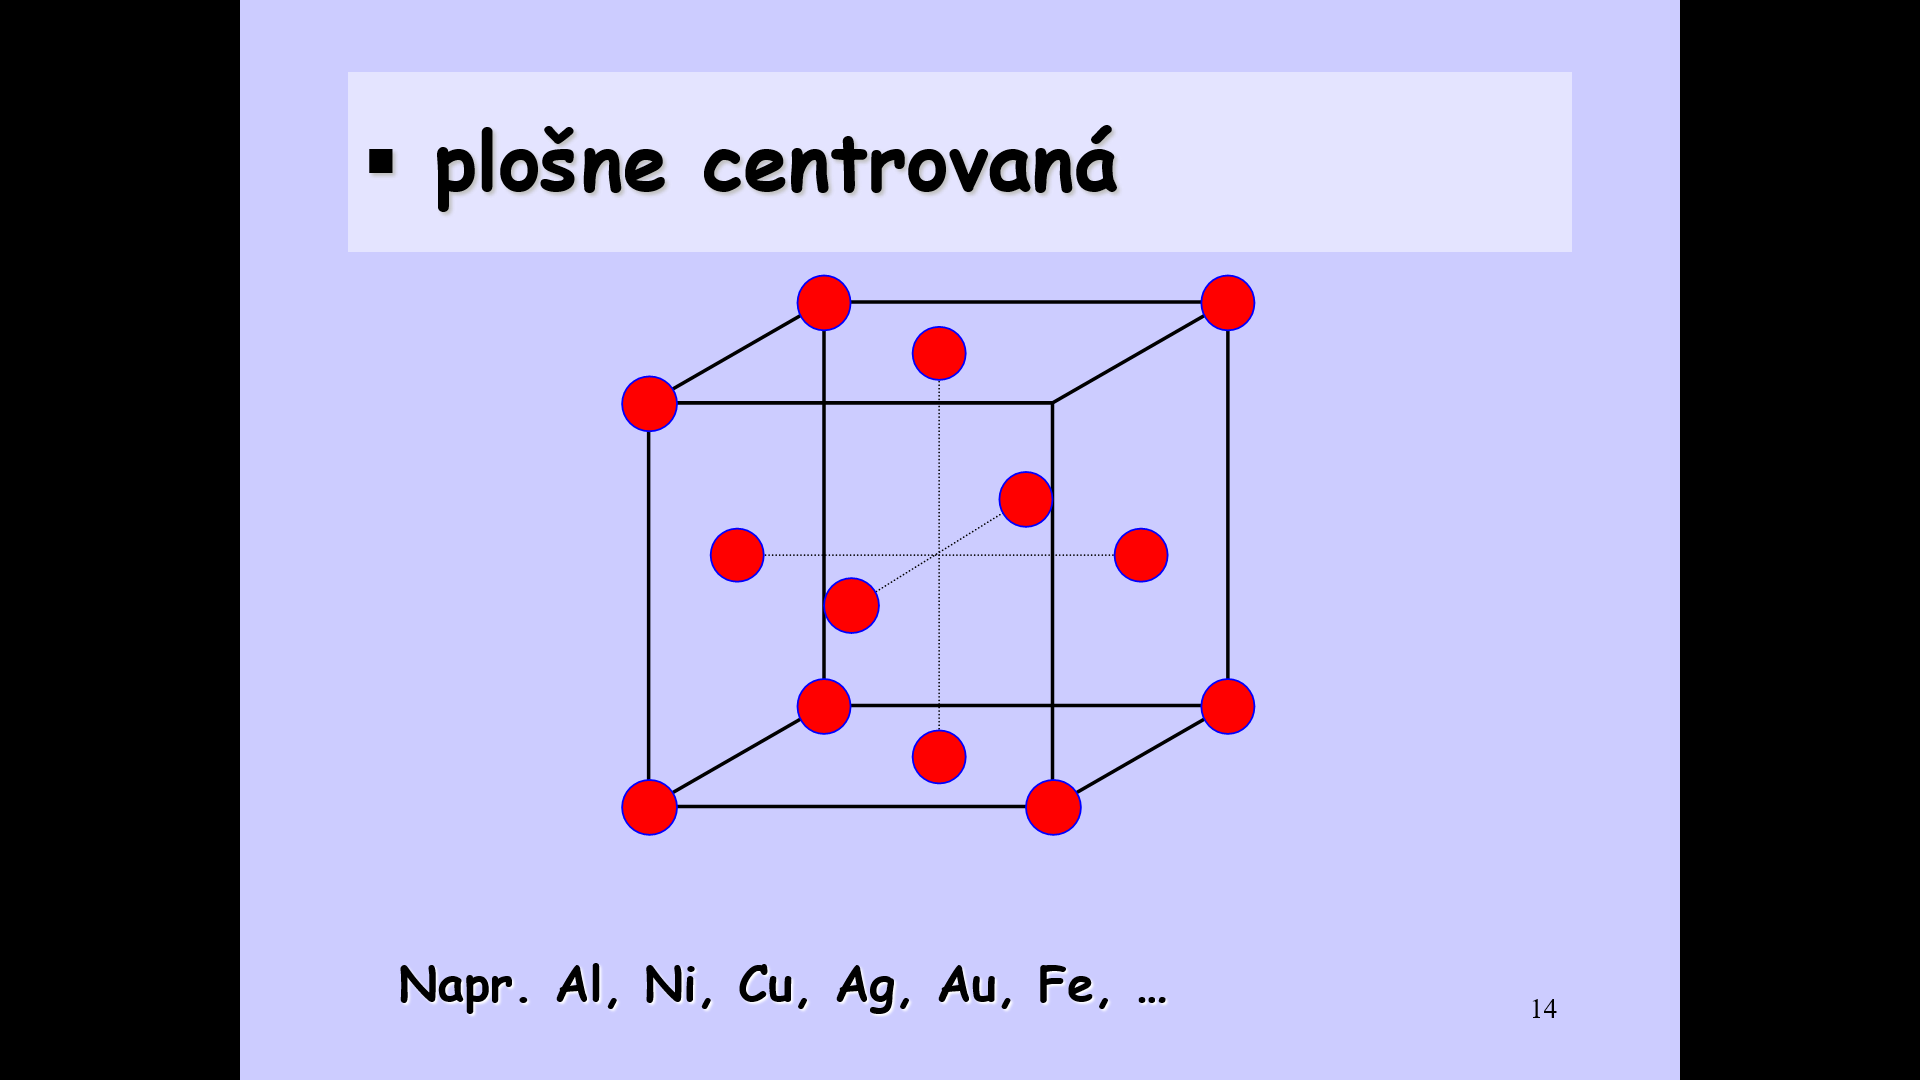 ▪ plošne centrovaná
Napr. Al, Ni, Cu, Ag, Au, Fe, …
14